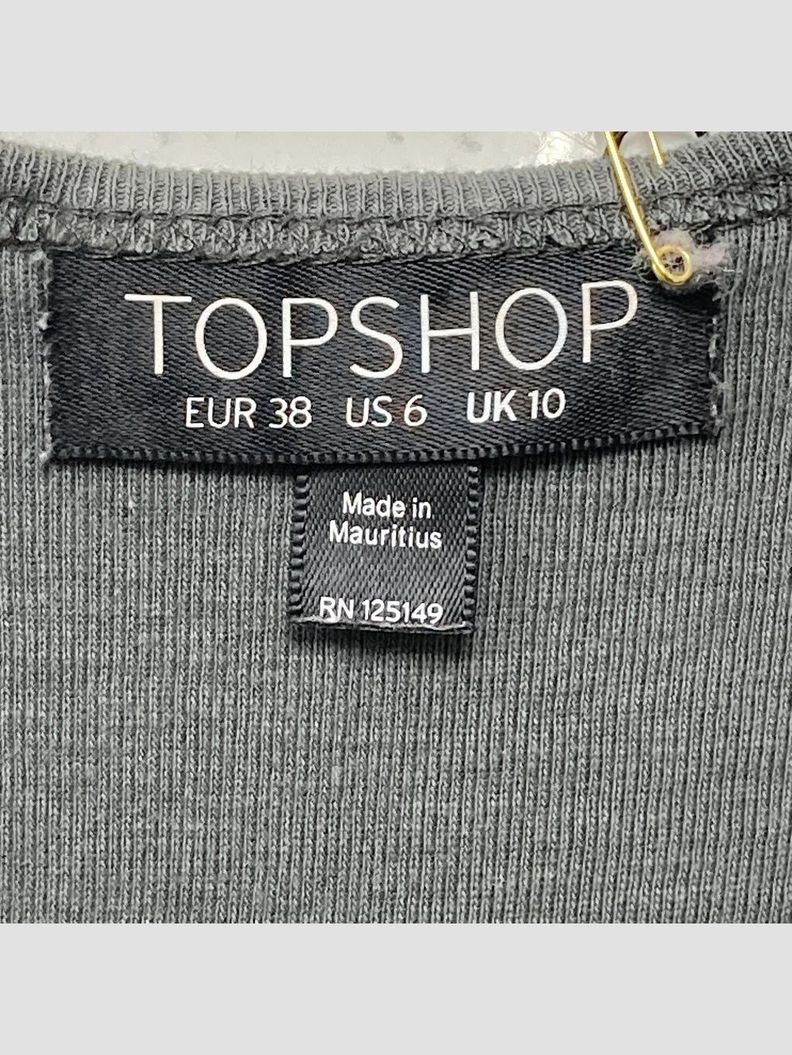 TOPSHOP
EUR 38 US 6 UK 10
Made in
Mauritius
RN 125149